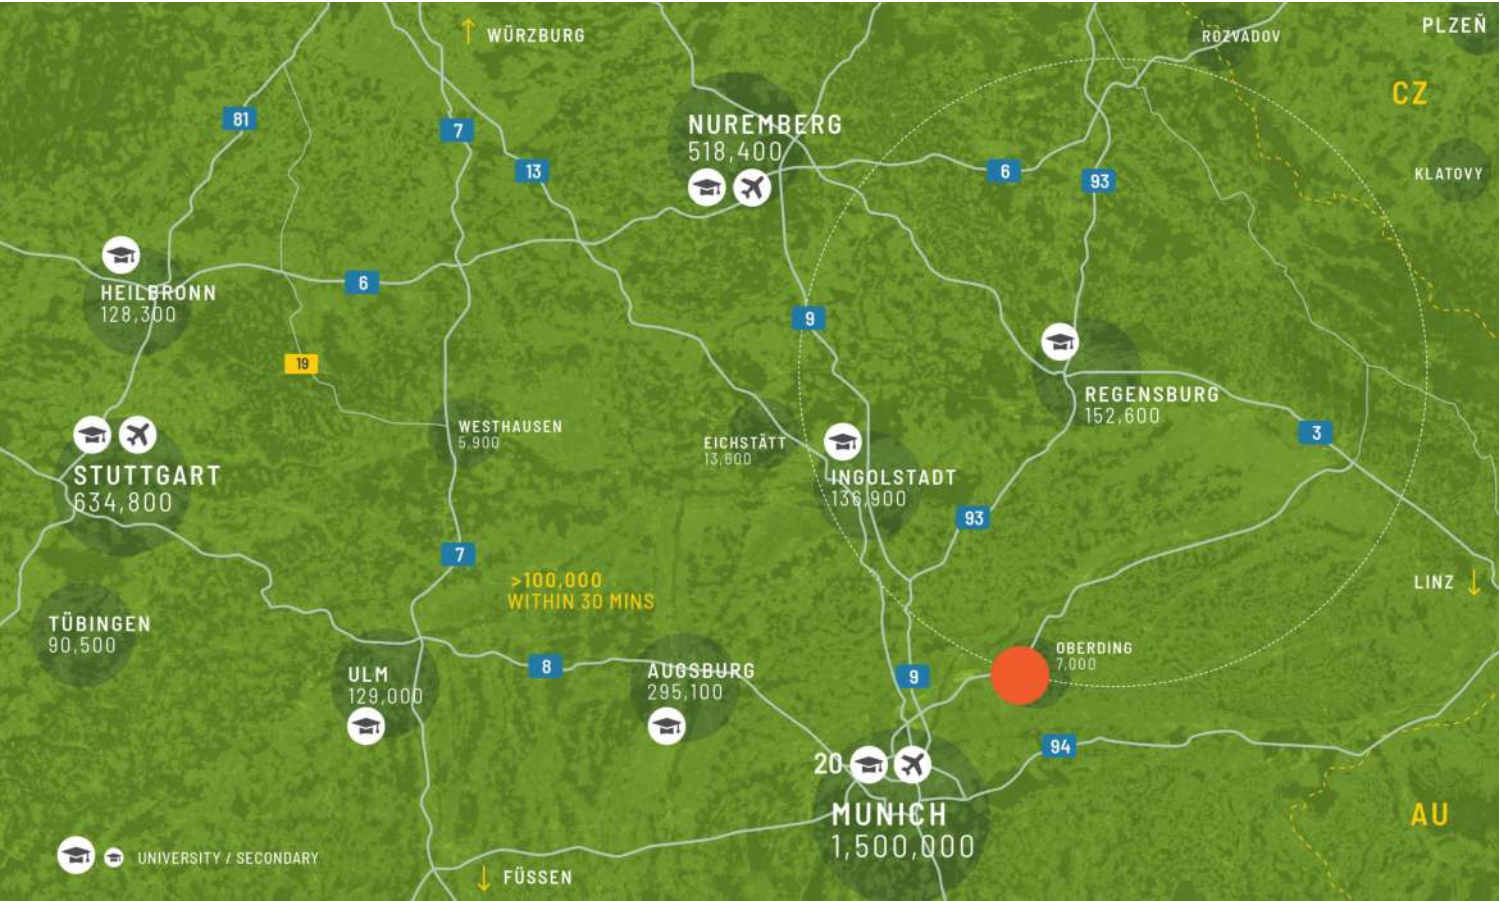 WÜRZBURG
ROZVADOV
PLZEŇ
CZ
81
7
13
NUREMBERG
518,400
6
93
KLATOVY
HEILBRONN
128,300
6
9
19
REGENSBURG
152,600
3
WESTHAUSEN
5,900
EICHSTÄTT
13,600
INGOLSTADT
136,900
STUTTGART
634,800
93
7
>100,000
WITHIN 30 MINS
LINZ
TÜBINGEN
90,500
ULM
129,000
8
AUGSBURG
295,100
9
OBERDING
7,000
94
20
MUNICH
1,500,000
AU
UNIVERSITY / SECONDARY
FÜSSEN